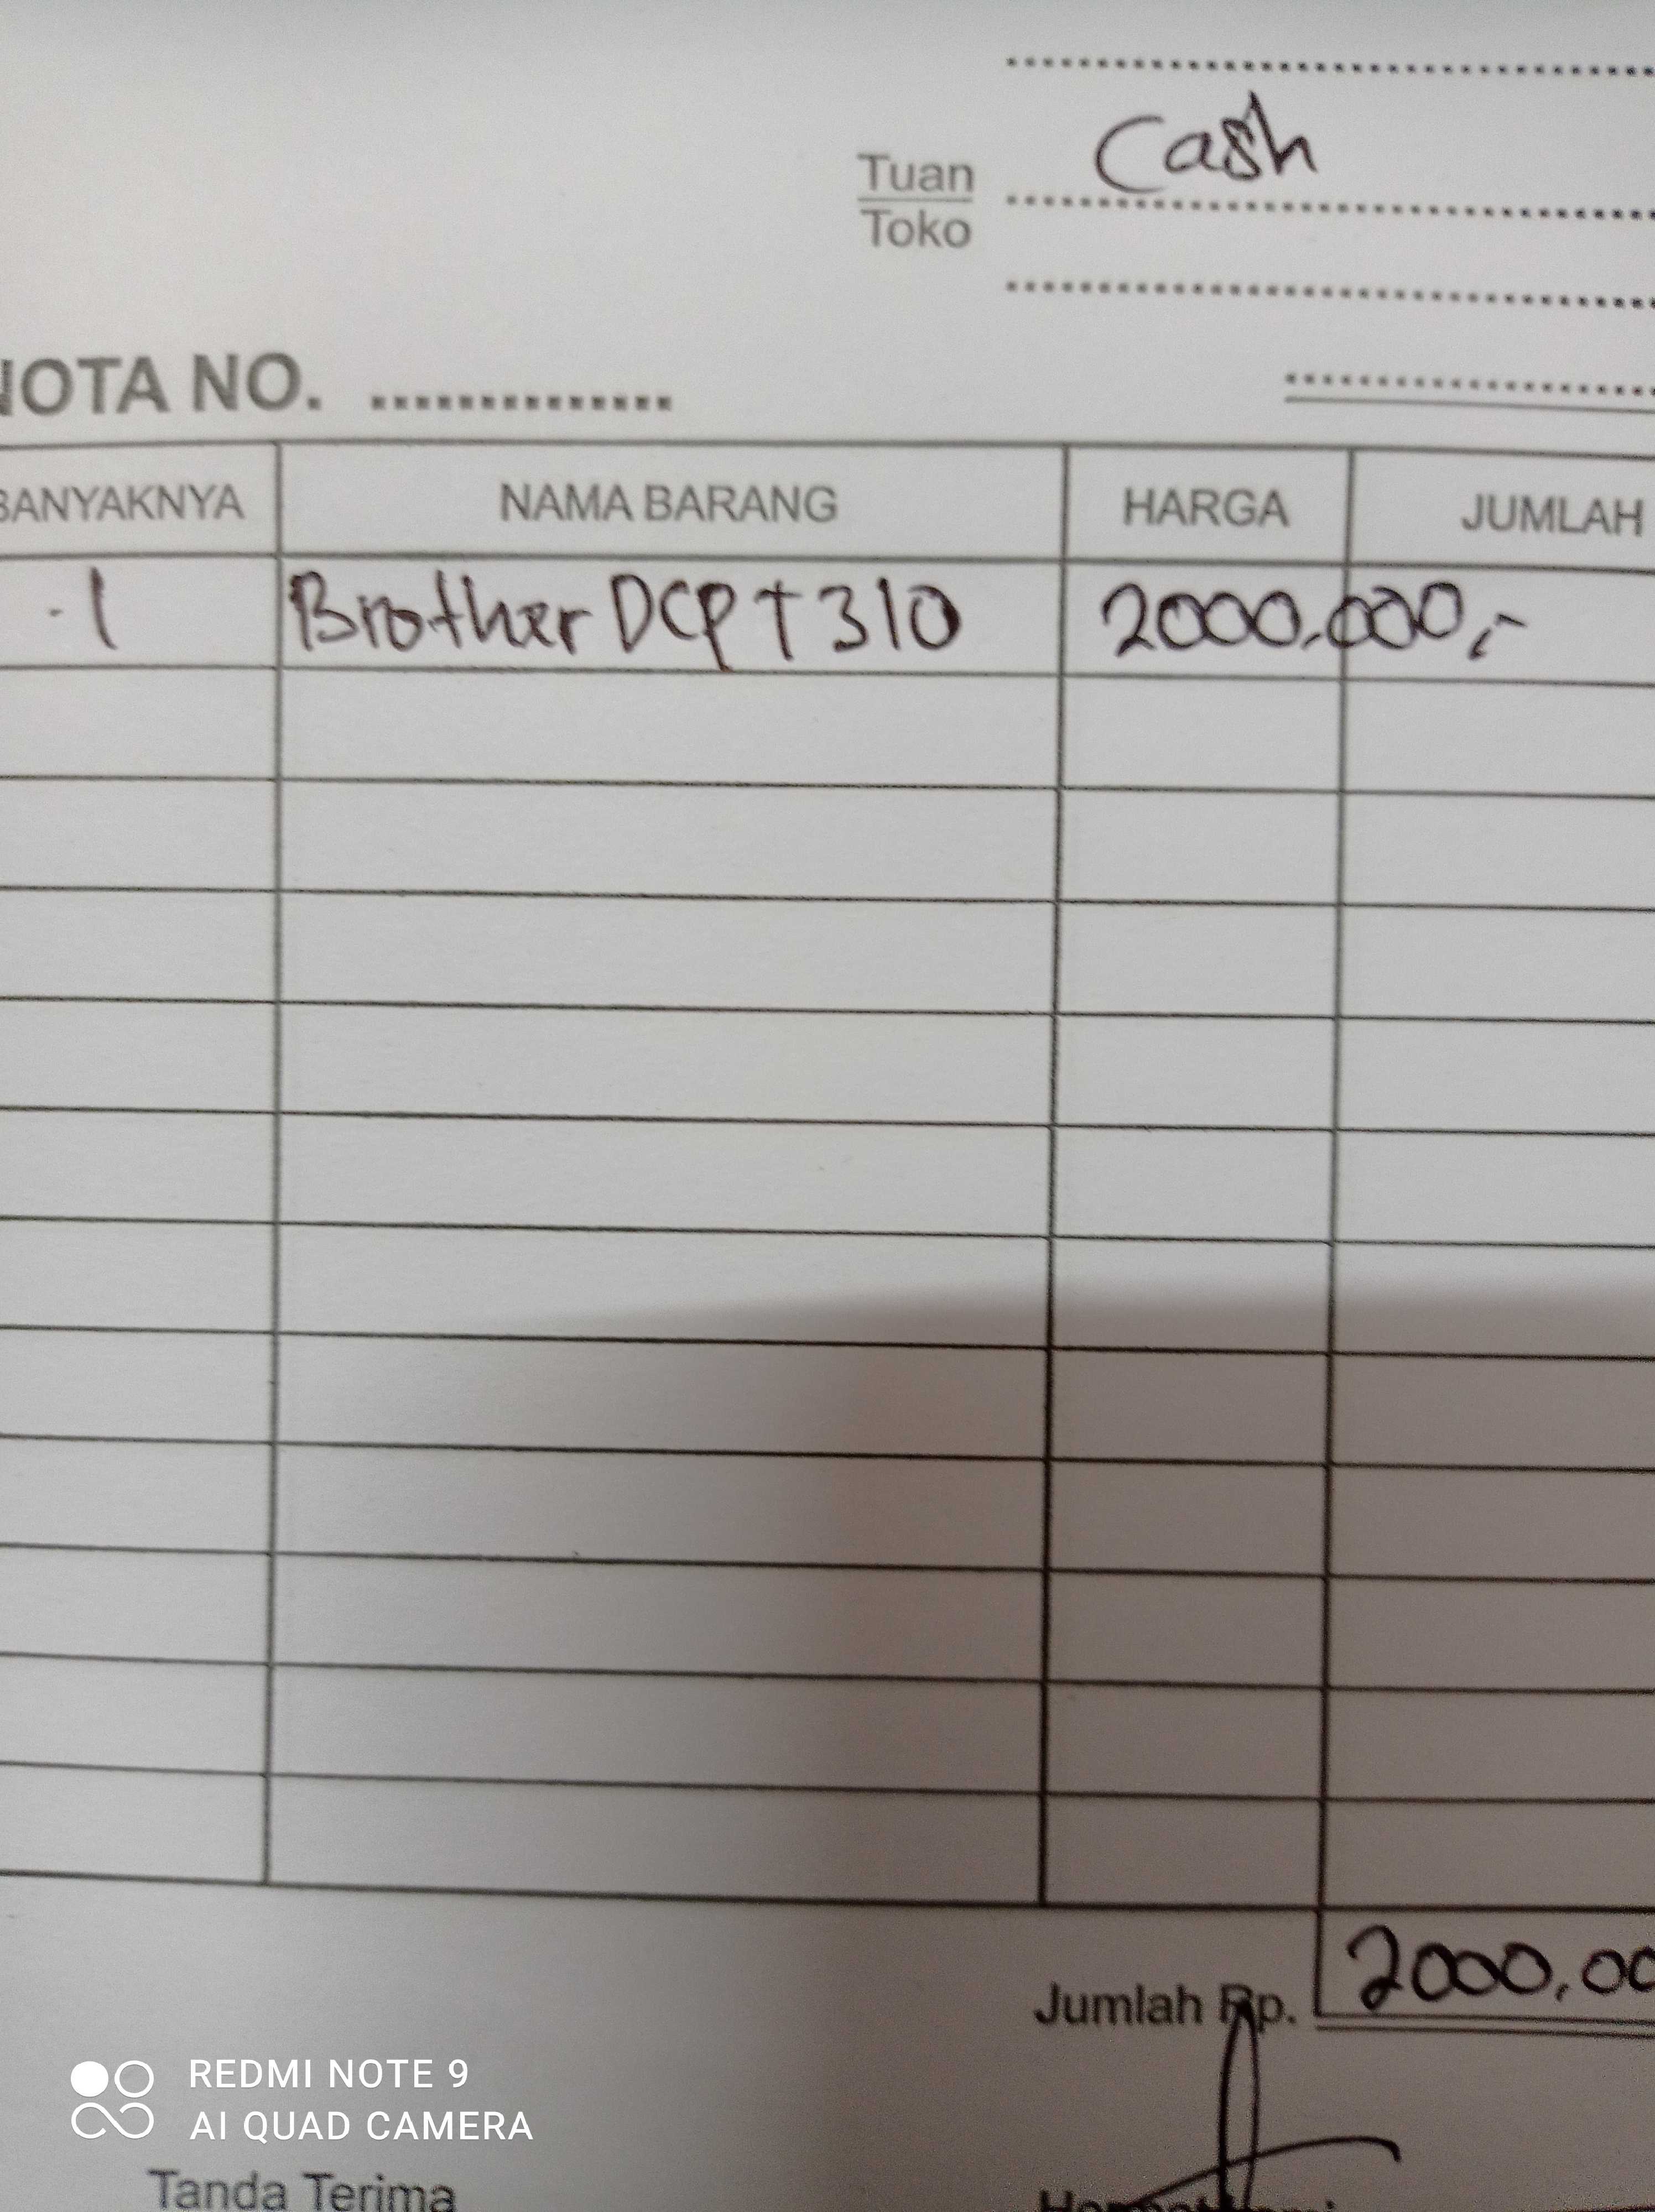 Cash
Tuan
Toko
NOTA NO. ..............
BANYAKNYA NAMA BARANG HARGA JUMLAH
1 Brother DCP T 310 2000.000,-
Jumlah Rp. 2000.00
REDMI NOTE 9
AI QUAD CAMERA
Tanda Terima